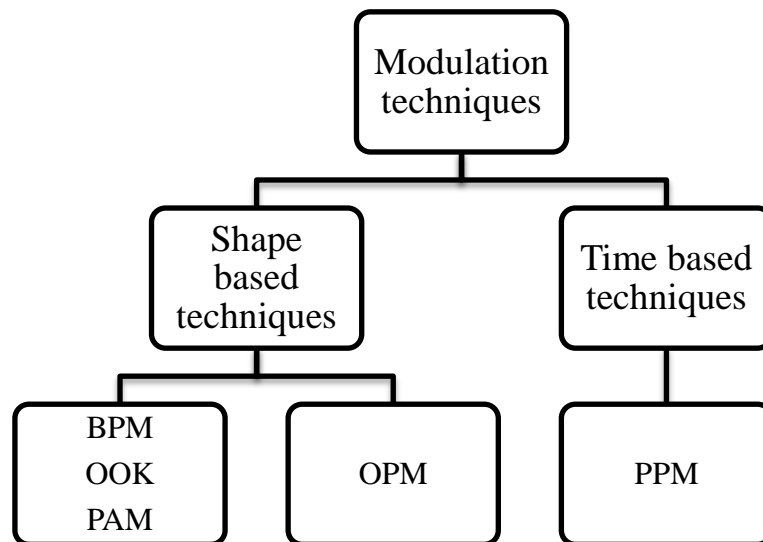 Modulation
techniques
Shape
based
techniques
Time based
techniques
BPM
OOK
PAM
OPM
PPM